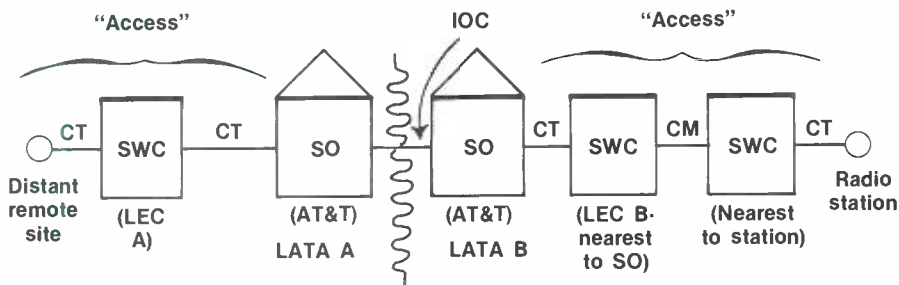 “Access”
IOC
“Access”
CT
SWC
CT
SO
SO
CT
SWC
CM
SWC
CT
Distant
remote
site
(LEC
A)
(AT&T)
LATA A
(AT&T)
LATA B
(LEC B-
nearest
to SO)
(Nearest
to station)
Radio
station